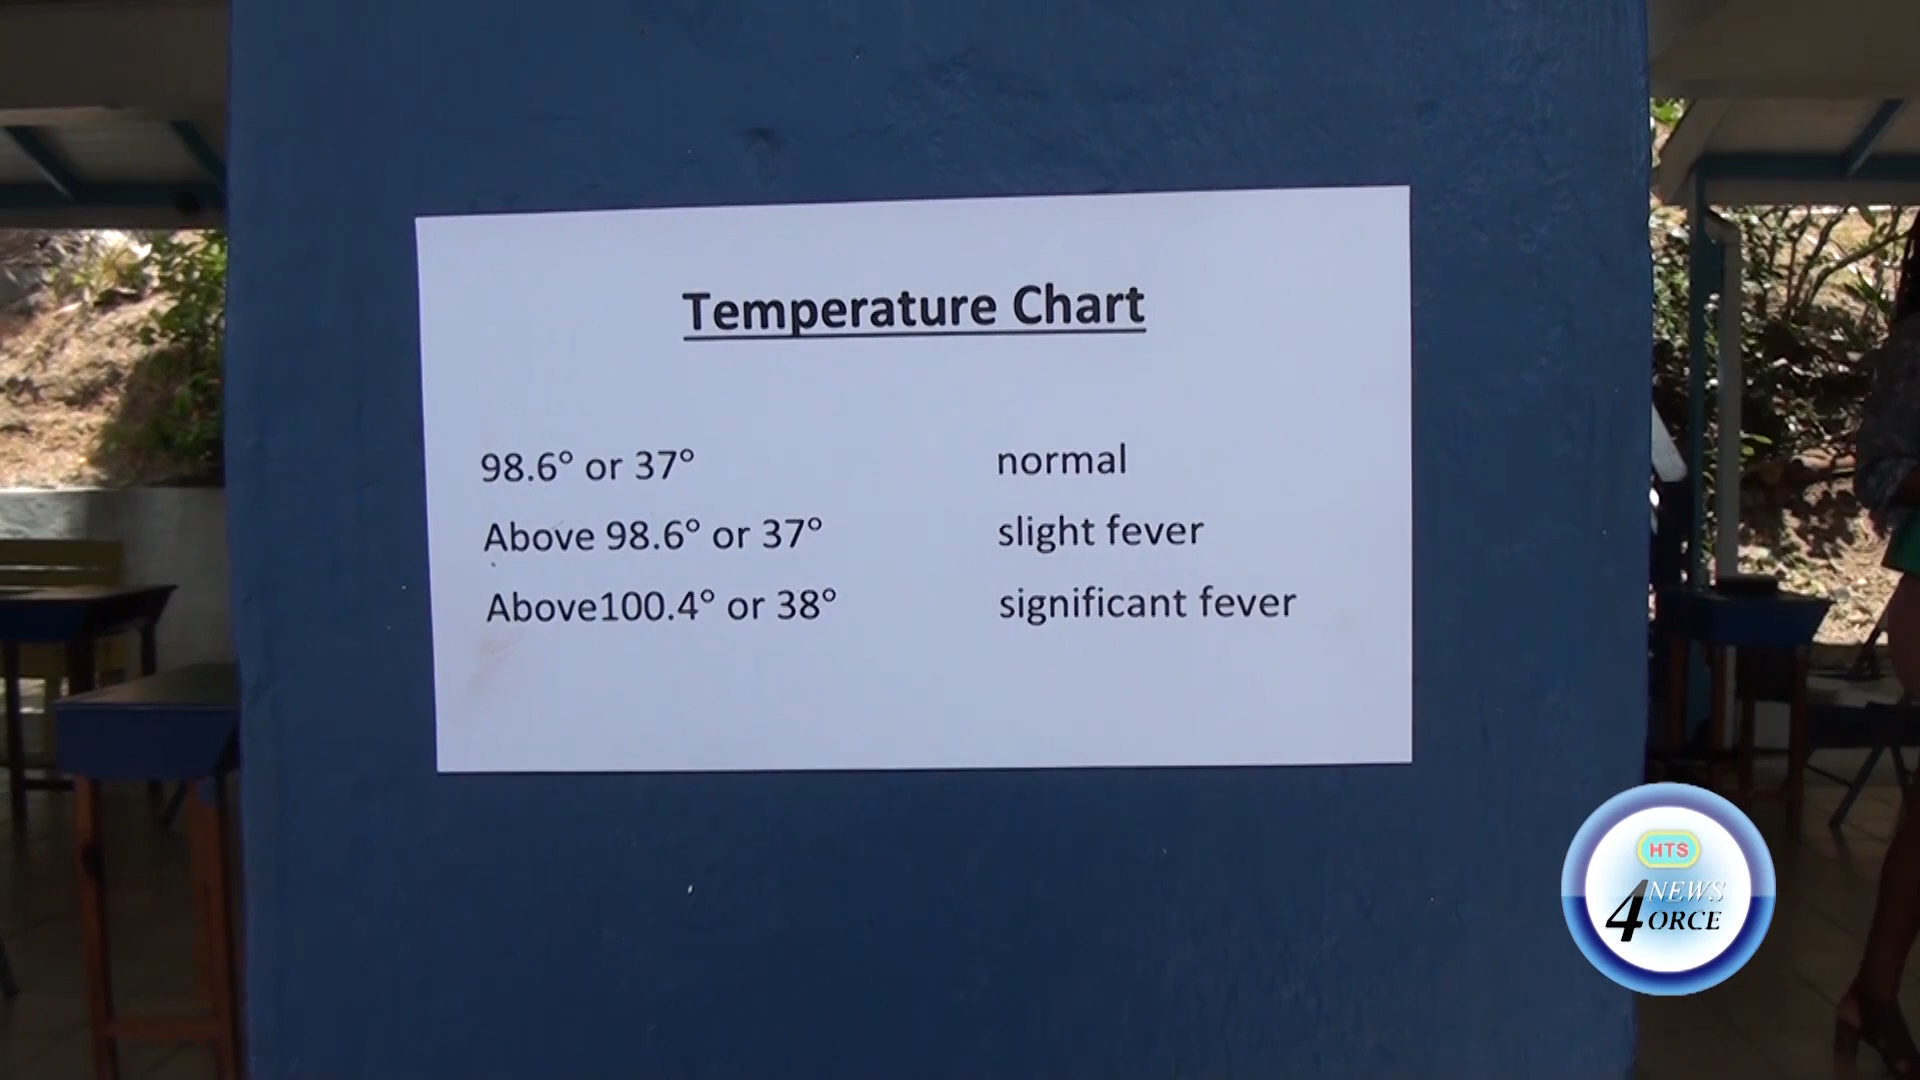 Temperature Chart
98.6° or 37° normal
Above 98.6° or 37° slight fever
Above100.4° or 38° significant fever
HTS
NEWS
4ORCE